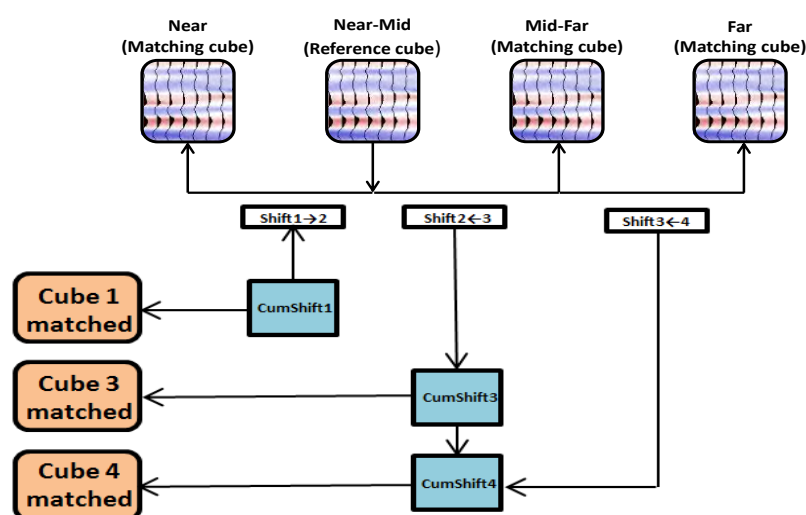 Near
(Matching cube)
Near-Mid
(Reference cube)
Mid-Far
(Matching cube)
Far
(Matching cube)
Shift1→2
Shift2←3
Shift3←4
Cube 1
matched
CumShift1
Cube 3
matched
CumShift3
Cube 4
matched
CumShift4